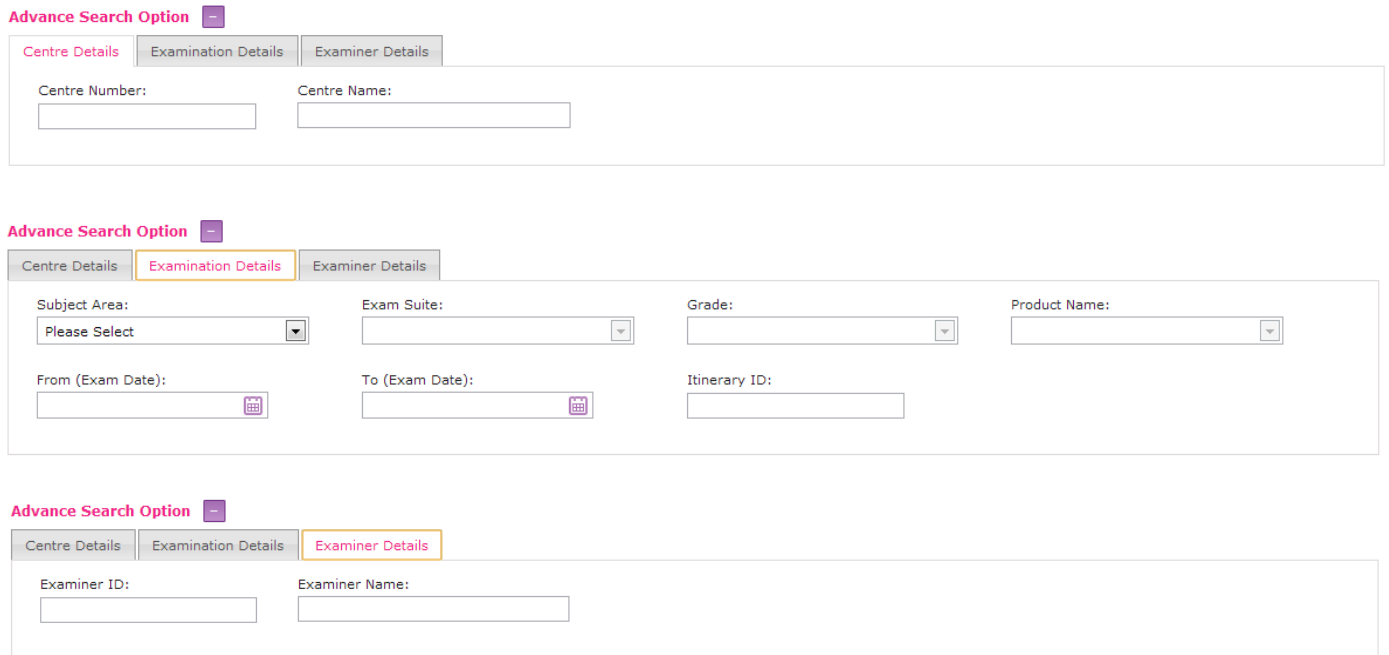 Advance Search Option –
Centre Details Examination Details Examiner Details
Centre Number: Centre Name:
Advance Search Option –
Centre Details Examination Details Examiner Details
Subject Area: Exam Suite: Grade: Product Name:
Please Select
From (Exam Date): To (Exam Date): Itinerary ID:
Advance Search Option –
Centre Details Examination Details Examiner Details
Examiner ID: Examiner Name: